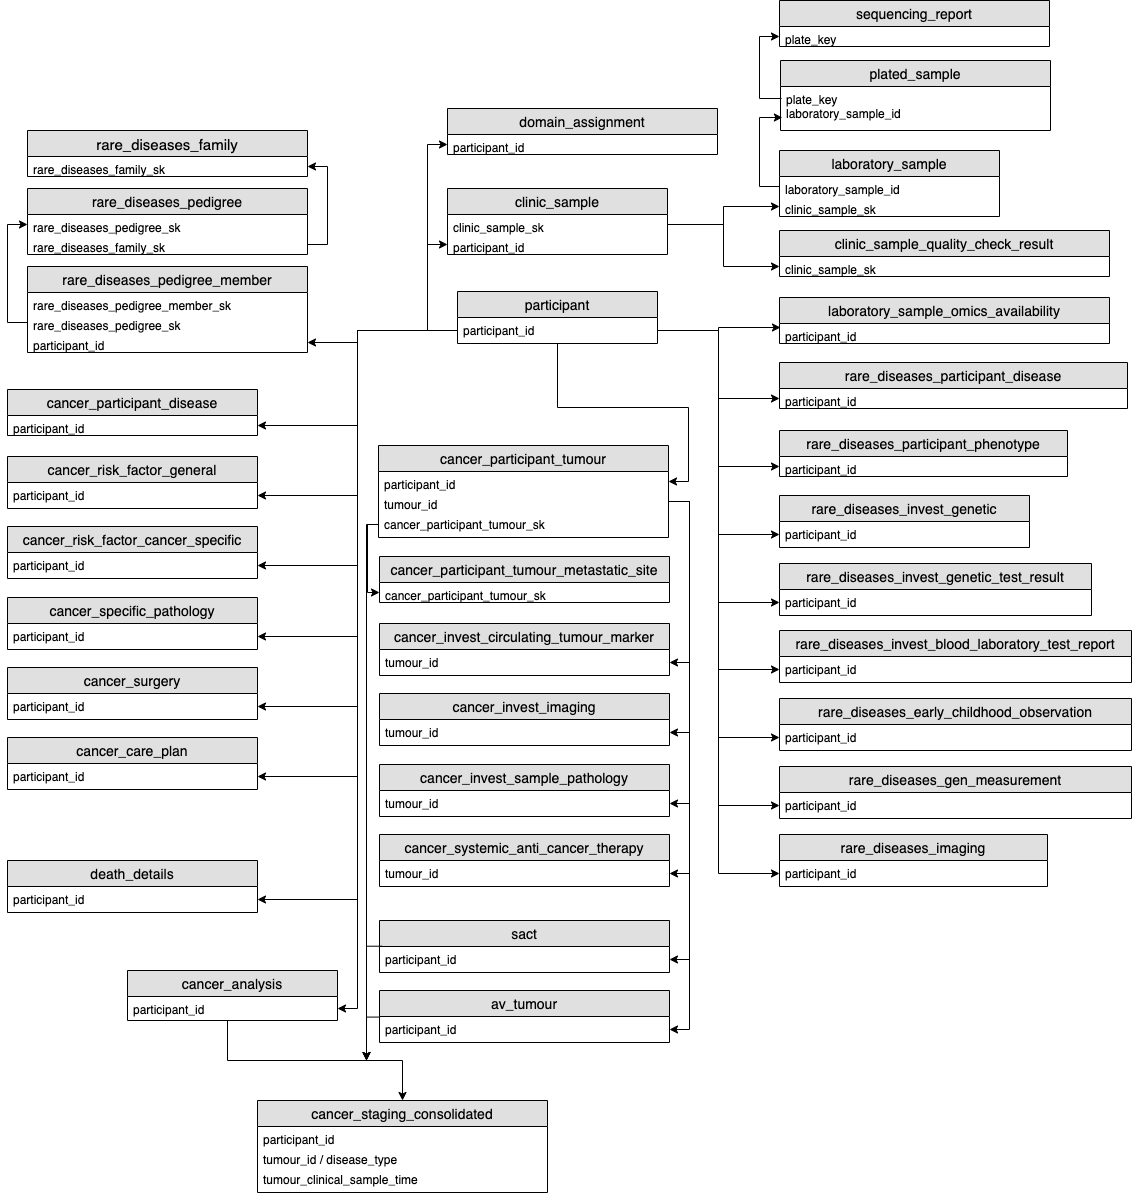 sequencing_report
plate_key
plated_sample
plate_key
laboratory_sample_id
domain_assignment
participant_id
rare_diseases_family
rare_diseases_family_sk
laboratory_sample
laboratory_sample_id
clinic_sample_sk
rare_diseases_pedigree
rare_diseases_pedigree_sk
rare_diseases_family_sk
clinic_sample
clinic_sample_sk
participant_id
clinic_sample_quality_check_result
clinic_sample_sk
rare_diseases_pedigree_member
rare_diseases_pedigree_member_sk
rare_diseases_pedigree_sk
participant_id
participant
participant_id
laboratory_sample_omics_availability
participant_id
rare_diseases_participant_disease
participant_id
cancer_participant_disease
participant_id
rare_diseases_participant_phenotype
participant_id
cancer_risk_factor_general
participant_id
cancer_participant_tumour
participant_id
tumour_id
cancer_participant_tumour_sk
rare_diseases_invest_genetic
participant_id
cancer_risk_factor_cancer_specific
participant_id
cancer_participant_tumour_metastatic_site
cancer_participant_tumour_sk
rare_diseases_invest_genetic_test_result
participant_id
cancer_specific_pathology
participant_id
cancer_invest_circulating_tumour_marker
tumour_id
rare_diseases_invest_blood_laboratory_test_report
participant_id
cancer_surgery
participant_id
cancer_invest_imaging
tumour_id
rare_diseases_early_childhood_observation
participant_id
cancer_care_plan
participant_id
cancer_invest_sample_pathology
tumour_id
rare_diseases_gen_measurement
participant_id
cancer_systemic_anti_cancer_therapy
tumour_id
rare_diseases_imaging
participant_id
death_details
participant_id
sact
participant_id
cancer_analysis
participant_id
av_tumour
participant_id
cancer_staging_consolidated
participant_id
tumour_id / disease_type
tumour_clinical_sample_time